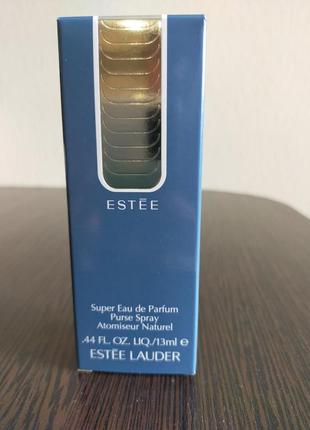 ESTĒE
Super Eau de Parfum
Purse Spray
Atomiseur Naturel
.44 FL. OZ. LIQ./13ml ℮
ESTĒE LAUDER